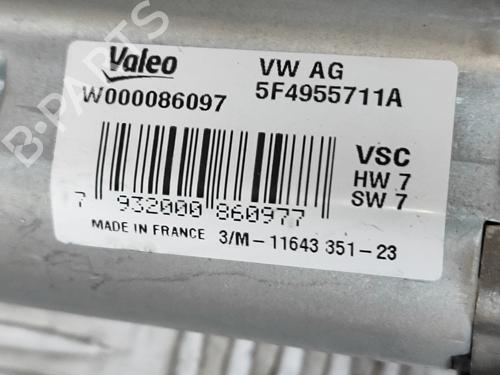 Valeo VW AG
W000086097 5F4955711A
VSC
HW 7
SW 7
7 932000 860977
MADE IN FRANCE 3/M-11643 351-23